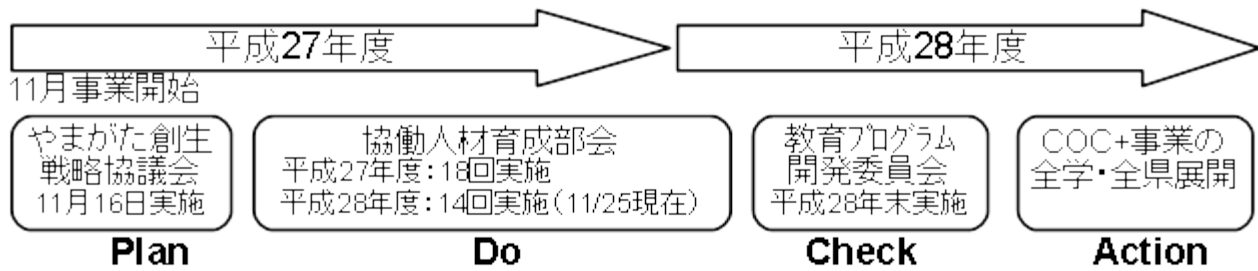 平成27年度
平成28年度
11月事業開始
やまがた創生
戦略協議会
11月16日実施
Plan
協働人材育成部会
平成27年度：18回実施
平成28年度：14回実施（11/25現在）
Do
教育プログラム
開発委員会
平成28年末実施
Check
COC+事業の
全学・全県展開
Action